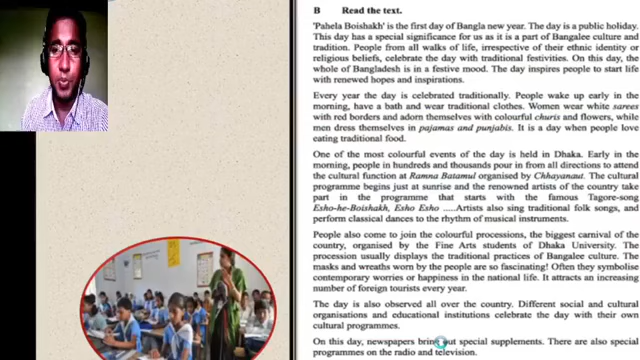 B Read the text.
'Pahela Boishakh' is the first day of Bangla new year. The day is a public holiday.
This day has a special significance for us as it is a part of Bangalee culture and
tradition. People from all walks of life, irrespective of their ethnic identity or
religious beliefs, celebrate the day with traditional festivities. On this day, the
whole of Bangladesh is in a festive mood. The day inspires people to start life
with renewed hopes and inspirations.
Every year the day is celebrated traditionally. People wake up early in the
morning, have a bath and wear traditional clothes. Women wear white sarees
with red borders and adorn themselves with colourful churis and flowers, while
men dress themselves in pajamas and punjabis. It is a day when people love
eating traditional food.
One of the most colourful events of the day is held in Dhaka. Early in the
morning, people in hundreds and thousands pour in from all directions to attend
the cultural function at Ramna Batamul organised by Chhayanaut. The cultural
programme begins just at sunrise and the renowned artists of the country take
part in the programme that starts with the famous Tagore-song
Esho-he-Boishakh, Esho Esho .....Artists also sing traditional folk songs, and
perform classical dances to the rhythm of musical instruments.
People also come to join the colourful processions, the biggest carnival of the
country, organised by the Fine Arts students of Dhaka University. The
procession usually displays the traditional practices of Bangalee culture. The
masks and wreaths worn by the people are so fascinating! Often they symbolise
contemporary worries or happiness in the national life. It attracts an increasing
number of foreign tourists every year.
The day is also observed all over the country. Different social and cultural
organisations and educational institutions celebrate the day with their own
cultural programmes.
On this day, newspapers bring out special supplements. There are also special
programmes on the radio and television.